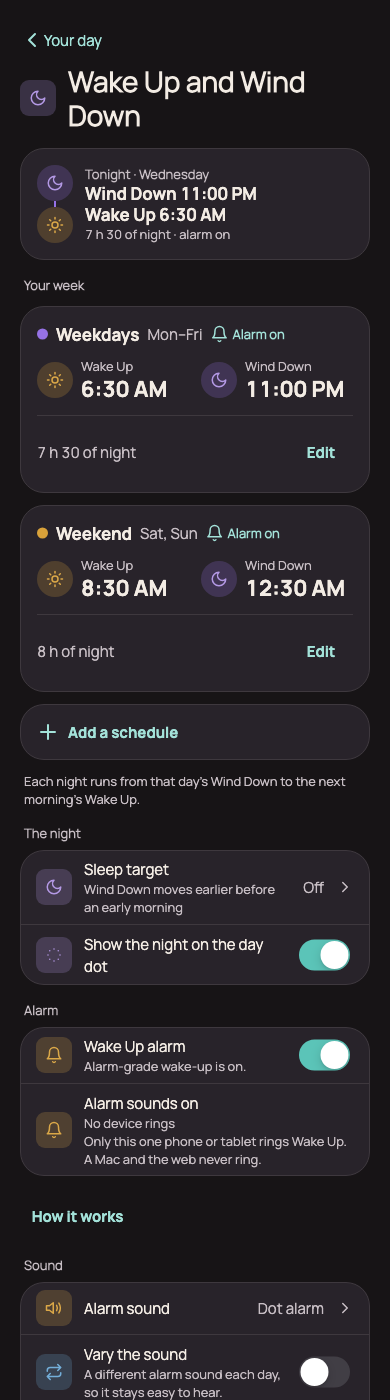 Your day
Wake Up and Wind
Down
Tonight · Wednesday
Wind Down 11:00 PM
Wake Up 6:30 AM
7 h 30 of night · alarm on
Your week
Weekdays Mon–Fri Alarm on
Wake Up Wind Down
6:30 AM 11:00 PM
7 h 30 of night Edit
Weekend Sat, Sun Alarm on
Wake Up Wind Down
8:30 AM 12:30 AM
8 h of night Edit
Add a schedule
Each night runs from that day's Wind Down to the next
morning's Wake Up.
The night
Sleep target
Wind Down moves earlier before
an early morning
Off
Show the night on the day
dot
Alarm
Wake Up alarm
Alarm-grade wake-up is on.
Alarm sounds on
No device rings
Only this one phone or tablet rings Wake Up.
A Mac and the web never ring.
How it works
Sound
Alarm sound Dot alarm
Vary the sound
A different alarm sound each day,
so it stays easy to hear.